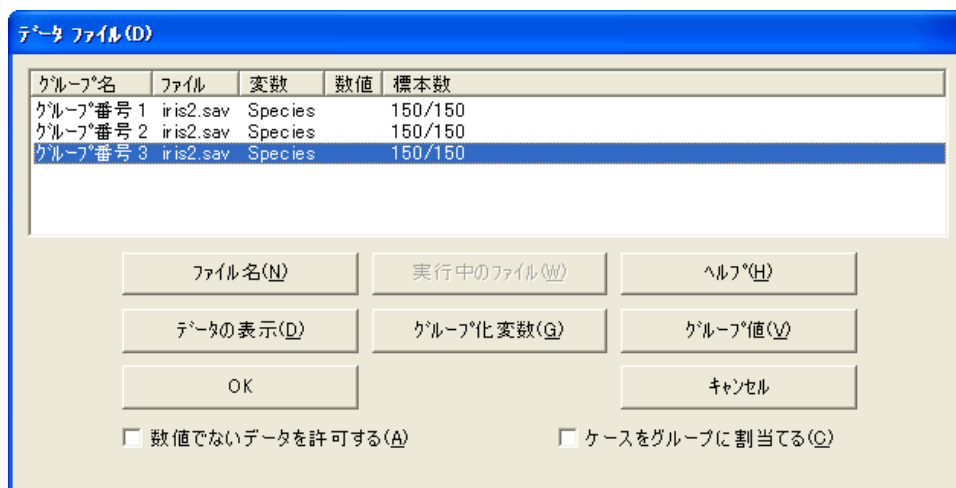 ﾃﾞｰﾀ ﾌｧｲﾙ(D)
ｸﾞﾙｰﾌﾟ名 ﾌｧｲﾙ 変数 数値 標本数
ｸﾞﾙｰﾌﾟ番号 1 iris2.sav Species 150/150
ｸﾞﾙｰﾌﾟ番号 2 iris2.sav Species 150/150
ｸﾞﾙｰﾌﾟ番号 3 iris2.sav Species 150/150
ﾌｧｲﾙ名(N) 実行中のﾌｧｲﾙ(W) ﾍﾙﾌﾟ(H)
ﾃﾞｰﾀの表示(D) ｸﾞﾙｰﾌﾟ化変数(G) ｸﾞﾙｰﾌﾟ値(V)
OK ｷｬﾝｾﾙ
数値でないデータを許可する(A) ケースをグループに割当てる(C)